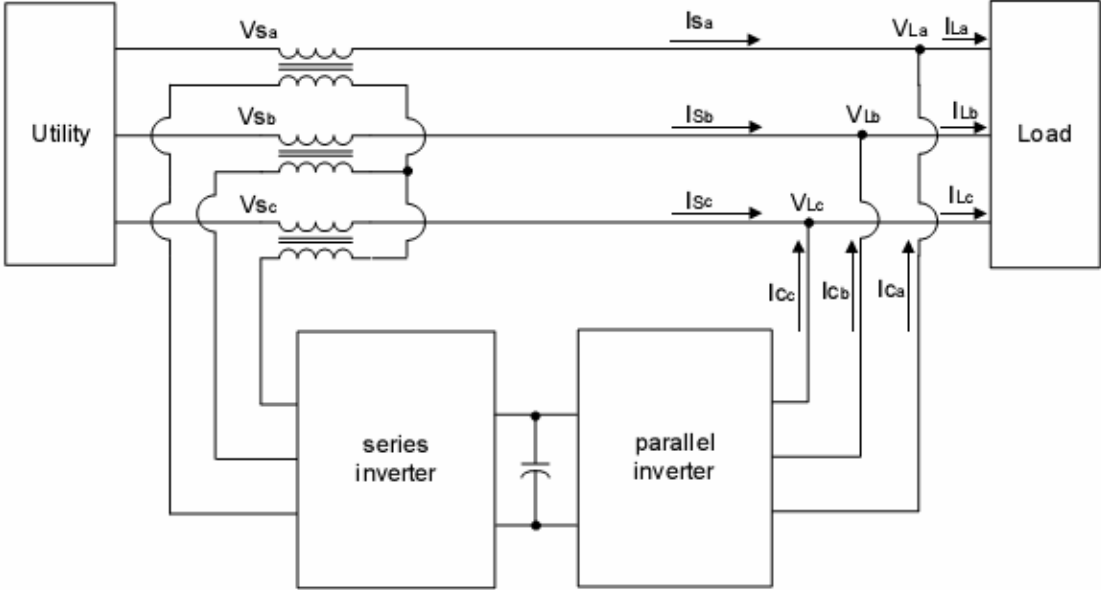 Vsa
Isa
VLa
ILa
Utility
Vsb
ISb
VLb
ILb
Load
Vsc
ISc
VLc
ILc
Icc
Icb
Ica
series
inverter
parallel
inverter